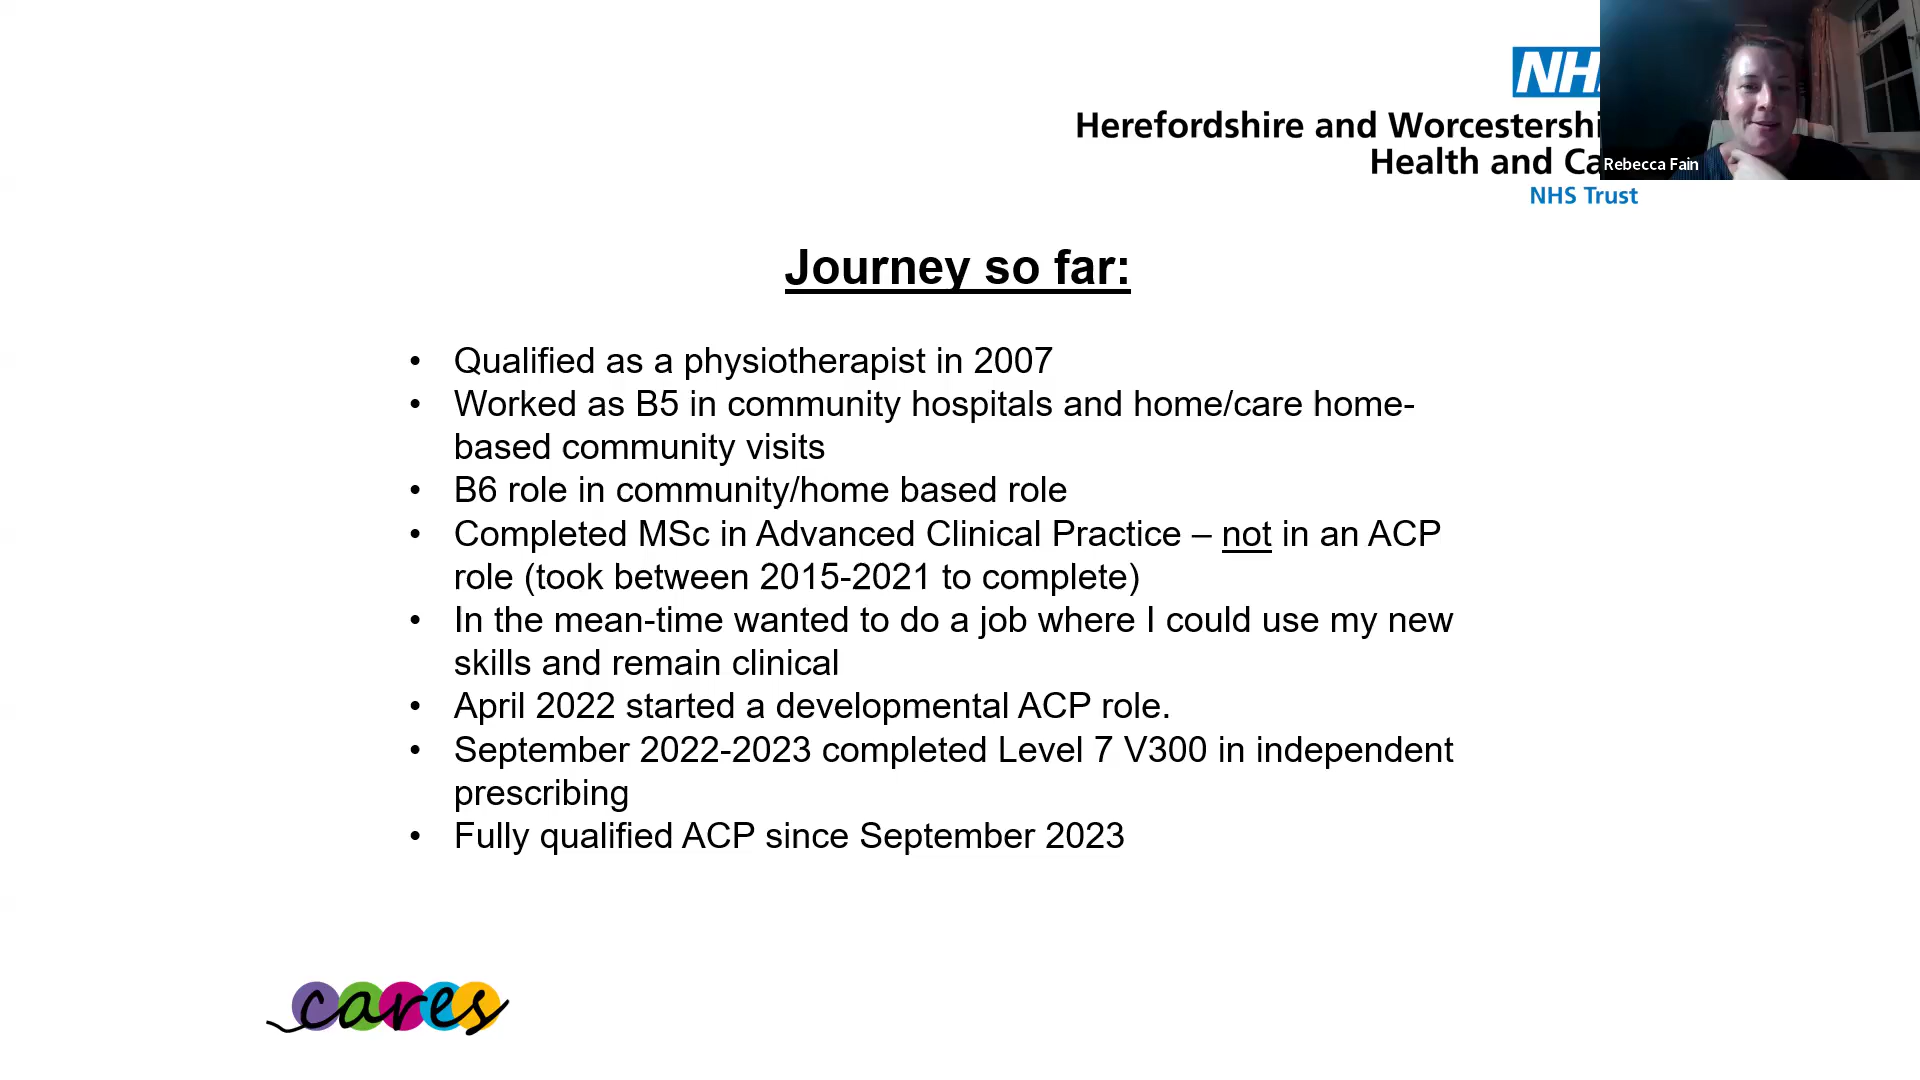 NH
Herefordshire and Worcestershi
Health and Ca
Rebecca Fain
NHS Trust
Journey so far:
• Qualified as a physiotherapist in 2007
• Worked as B5 in community hospitals and home/care home-
based community visits
• B6 role in community/home based role
• Completed MSc in Advanced Clinical Practice – not in an ACP
role (took between 2015-2021 to complete)
• In the mean-time wanted to do a job where I could use my new
skills and remain clinical
• April 2022 started a developmental ACP role.
• September 2022-2023 completed Level 7 V300 in independent
prescribing
• Fully qualified ACP since September 2023
cares